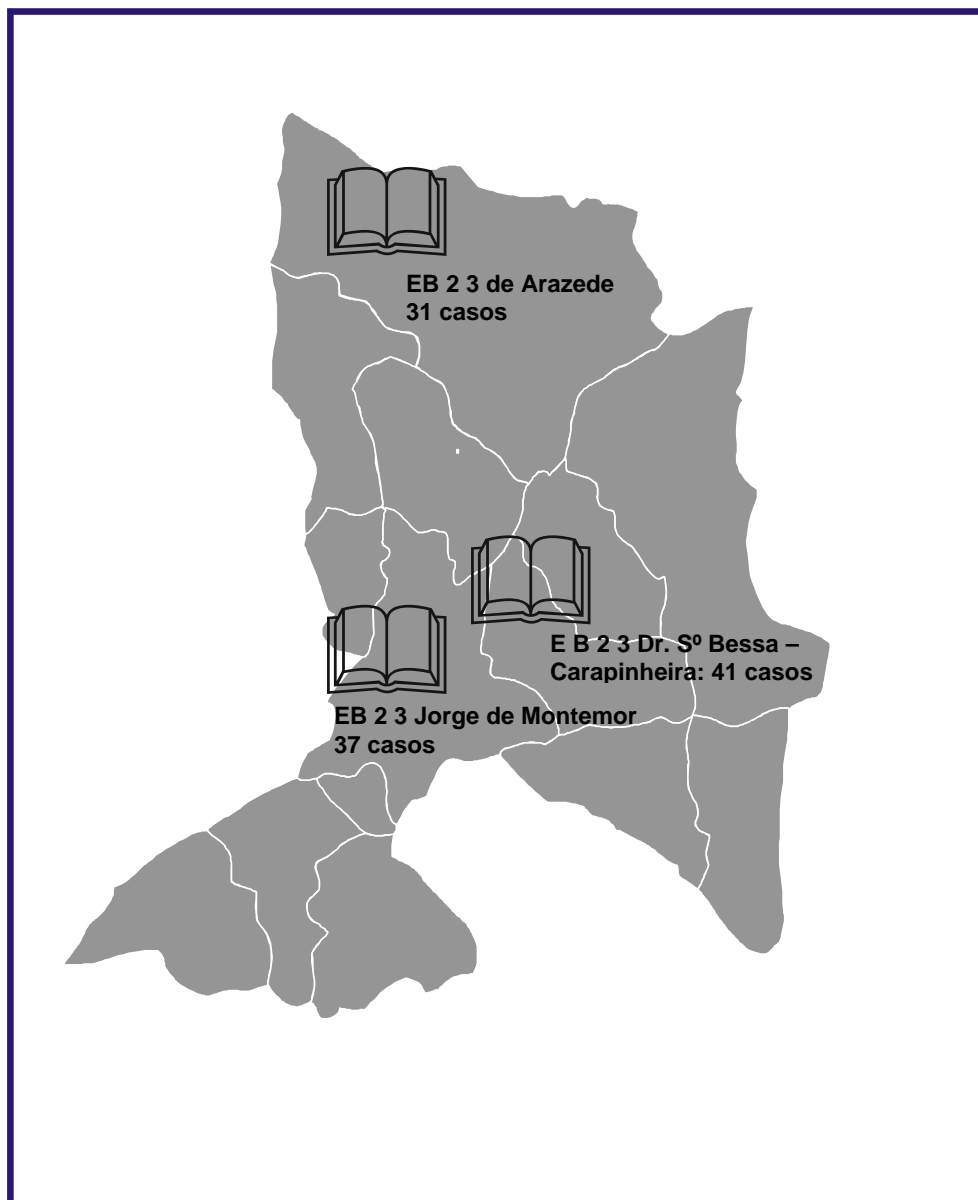 EB 2 3 de Arazede
31 casos
E B 2 3 Dr. Sº Bessa –
Carapinheira: 41 casos
EB 2 3 Jorge de Montemor
37 casos